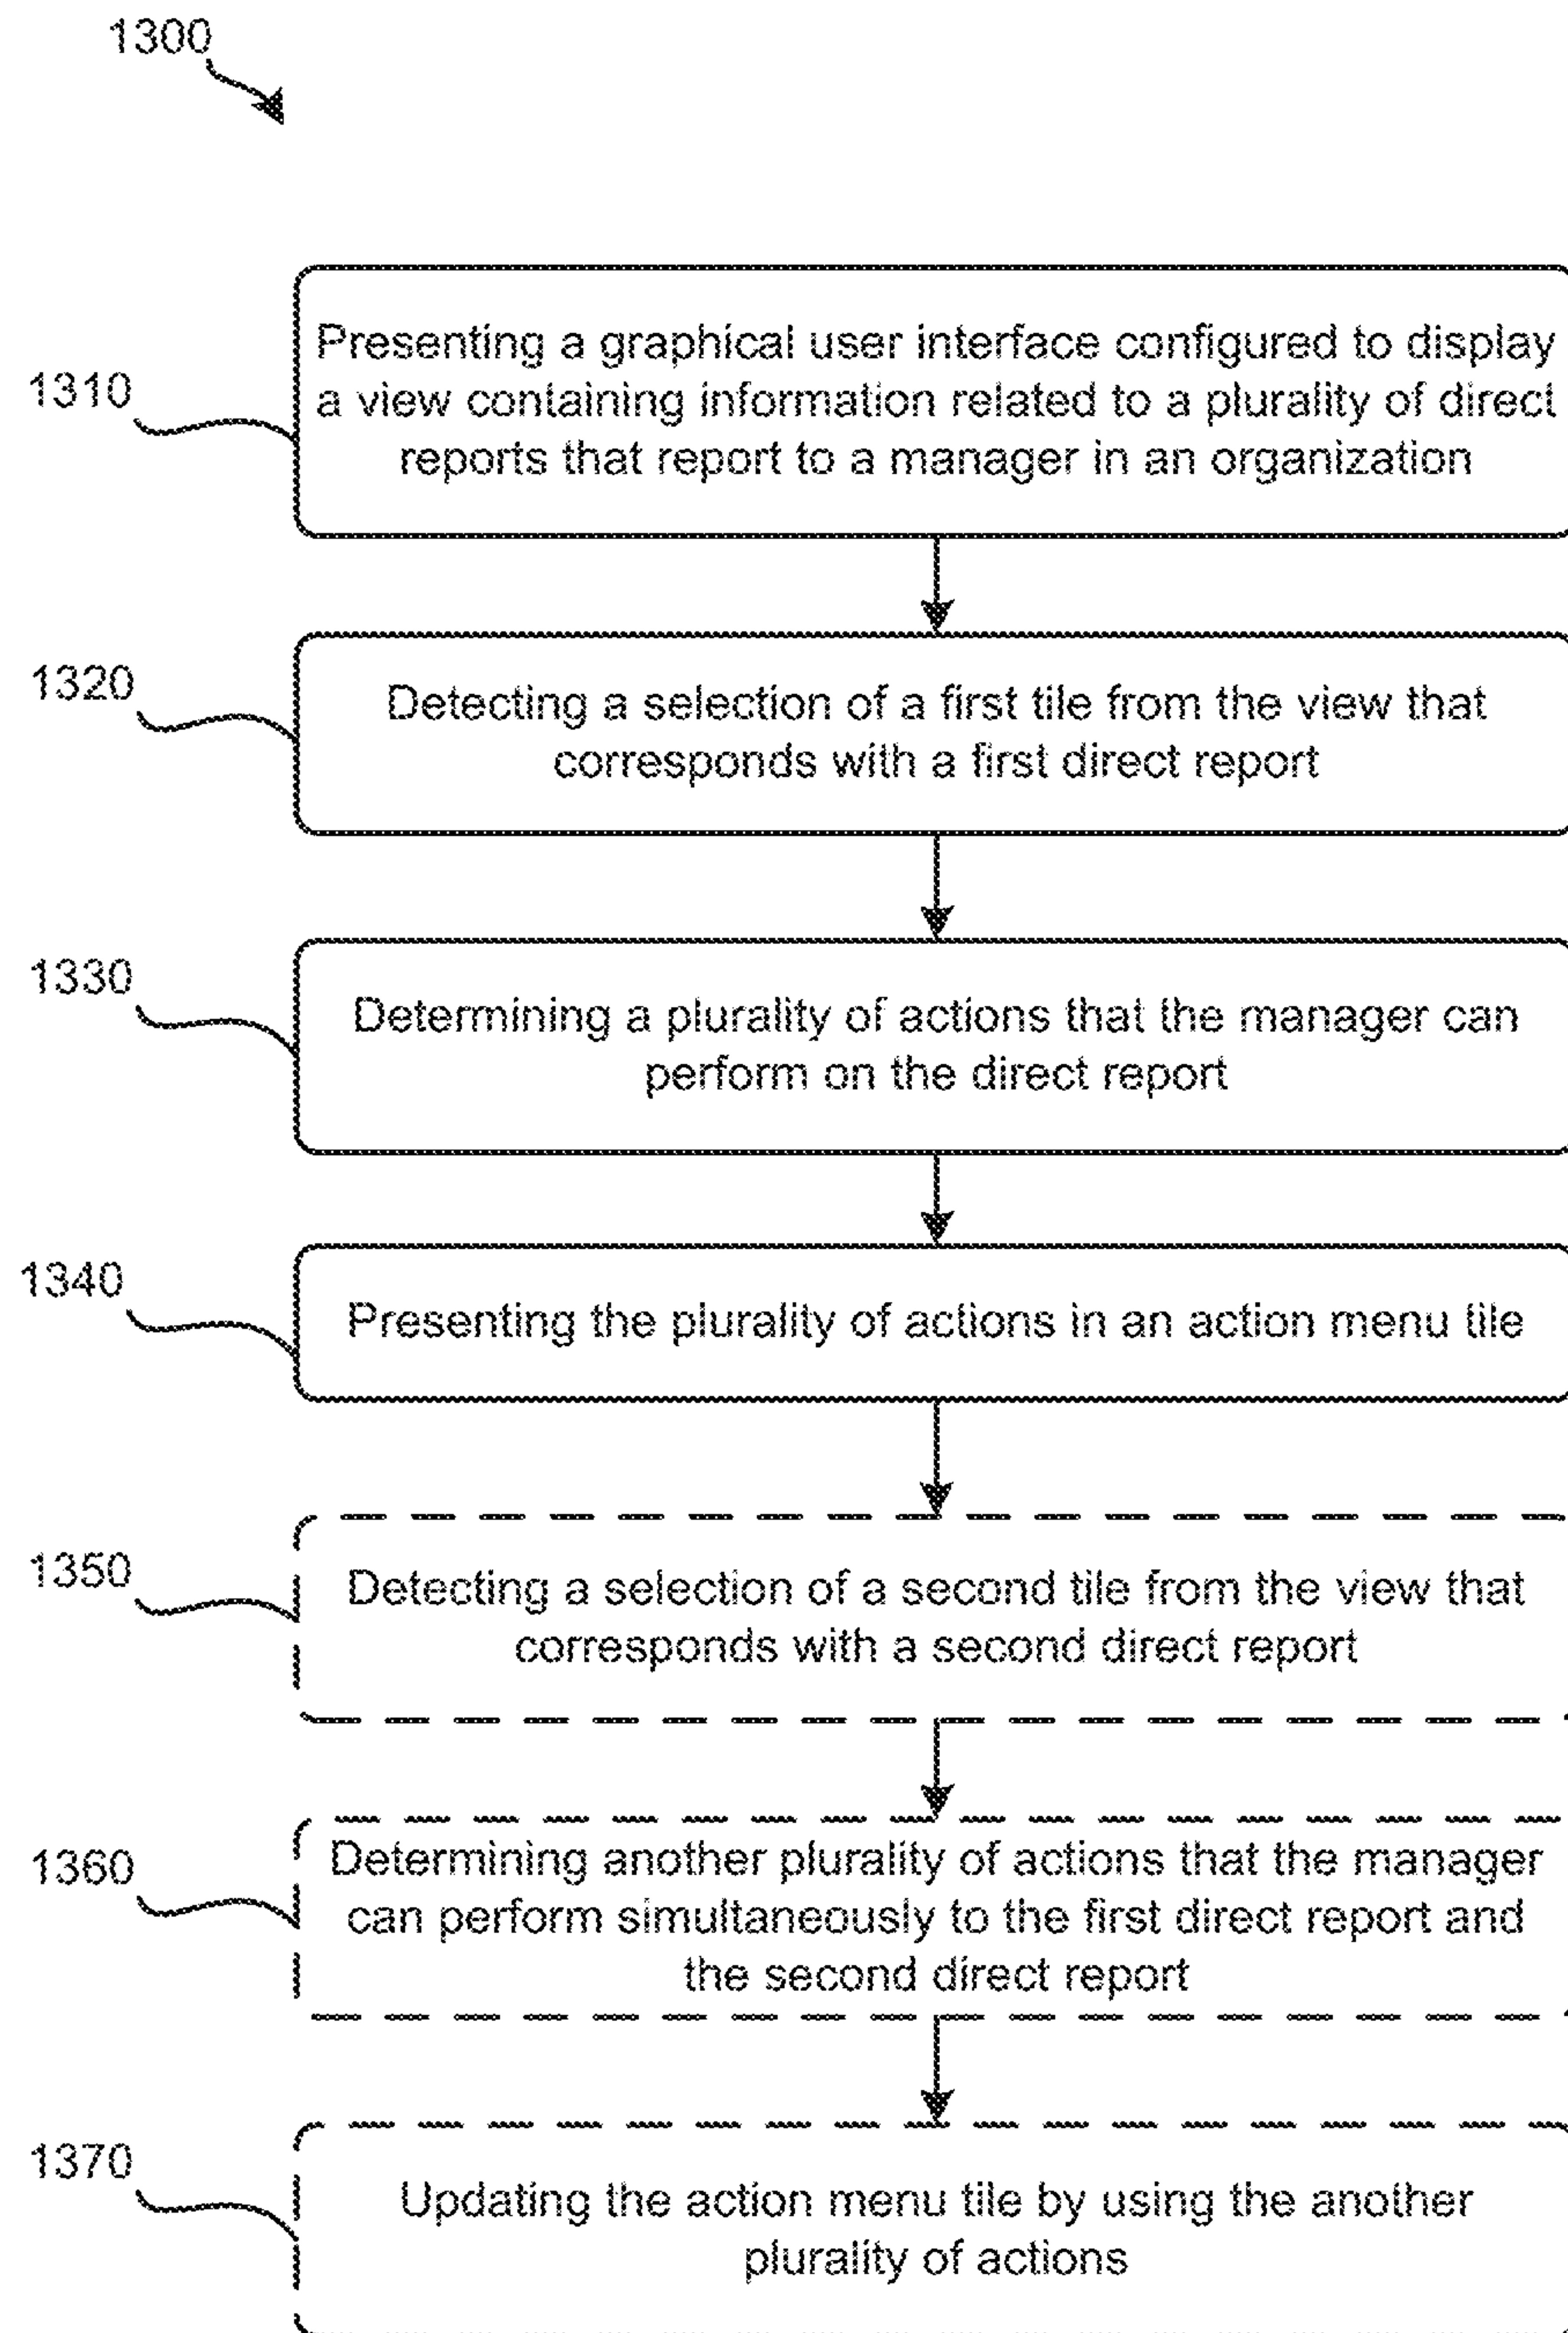 1300
1310
Presenting a graphical user interface configured to display
a view containing information related to a plurality of direct
reports that report to a manager in an organization
1320
Detecting a selection of a first tile from the view that
corresponds with a first direct report
1330
Determining a plurality of actions that the manager can
perform on the direct report
1340
Presenting the plurality of actions in an action menu tile
1350
Detecting a selection of a second tile from the view that
corresponds with a second direct report
1360
Determining another plurality of actions that the manager
can perform simultaneously to the first direct report and
the second direct report
1370
Updating the action menu tile by using the another
plurality of actions